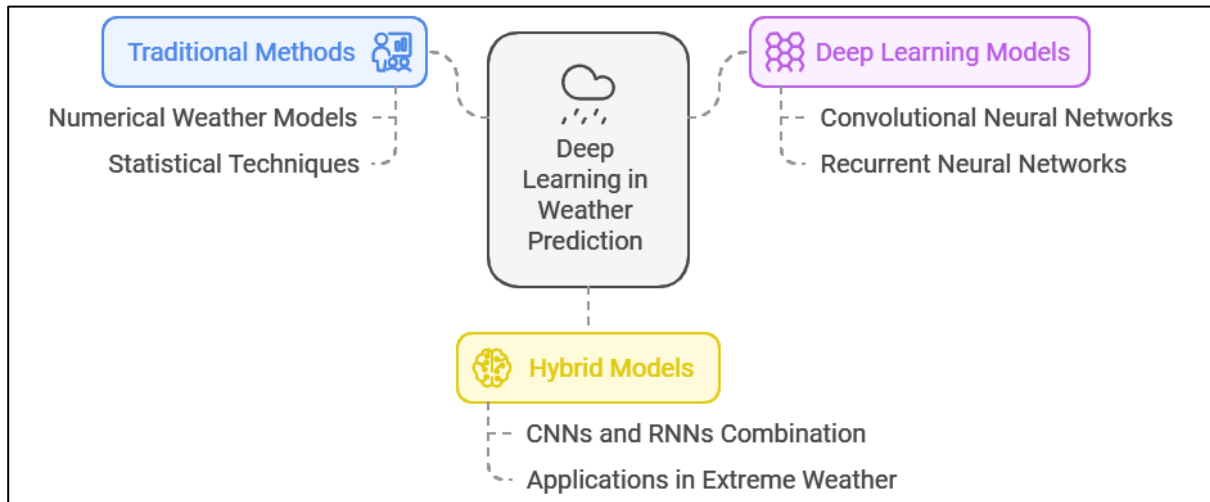 Traditional Methods
Numerical Weather Models
Statistical Techniques
Deep
Learning in
Weather
Prediction
Deep Learning Models
Convolutional Neural Networks
Recurrent Neural Networks
Hybrid Models
CNNs and RNNs Combination
Applications in Extreme Weather